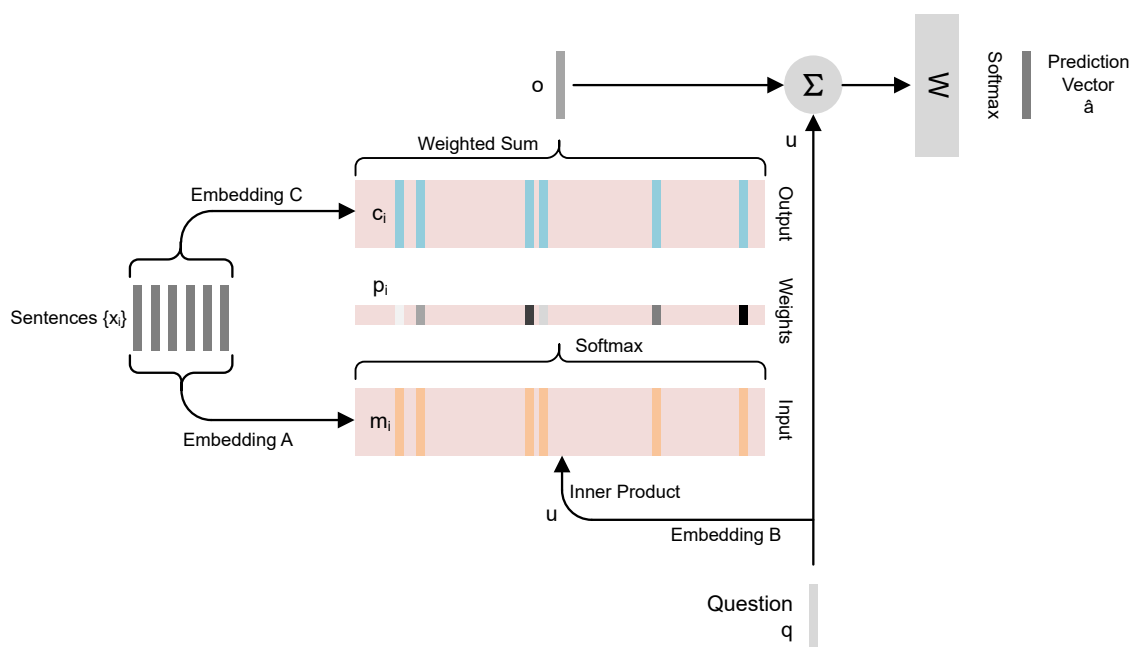 o
Σ
W
Softmax
Prediction
Vector
â
u
Weighted Sum
Embedding C
cᵢ
Output
pᵢ
Weights
Sentences {xᵢ}
Softmax
mᵢ
Input
Embedding A
Inner Product
u
Embedding B
Question
q